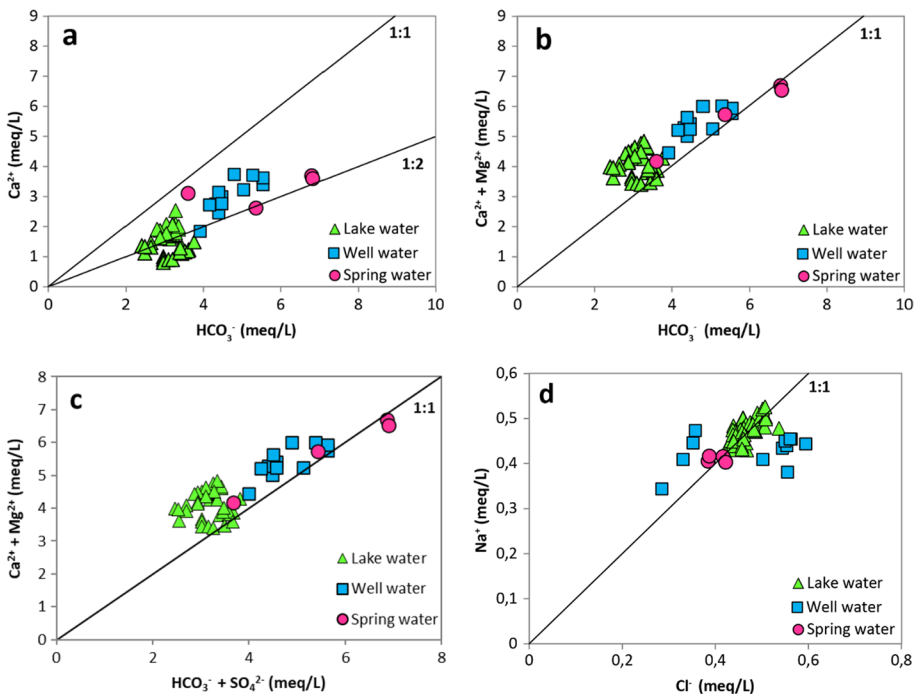 a
9
8
7
6
5
4
3
2
1
0
Ca²⁺ (meq/L)
1:1
1:2
Lake water
Well water
Spring water
0 2 4 6 8 10
HCO₃⁻ (meq/L)
b
9
8
7
6
5
4
3
2
1
0
Ca²⁺ + Mg²⁺ (meq/L)
1:1
Lake water
Well water
Spring water
0 2 4 6 8 10
HCO₃⁻ (meq/L)
c
8
7
6
5
4
3
2
1
0
Ca²⁺ + Mg²⁺ (meq/L)
1:1
Lake water
Well water
Spring water
0 2 4 6 8
HCO₃⁻ + SO₄²⁻ (meq/L)
d
0,6
0,5
0,4
0,3
0,2
0,1
0
Na⁺ (meq/L)
1:1
Lake water
Well water
Spring water
0 0,2 0,4 0,6 0,8
Cl⁻ (meq/L)